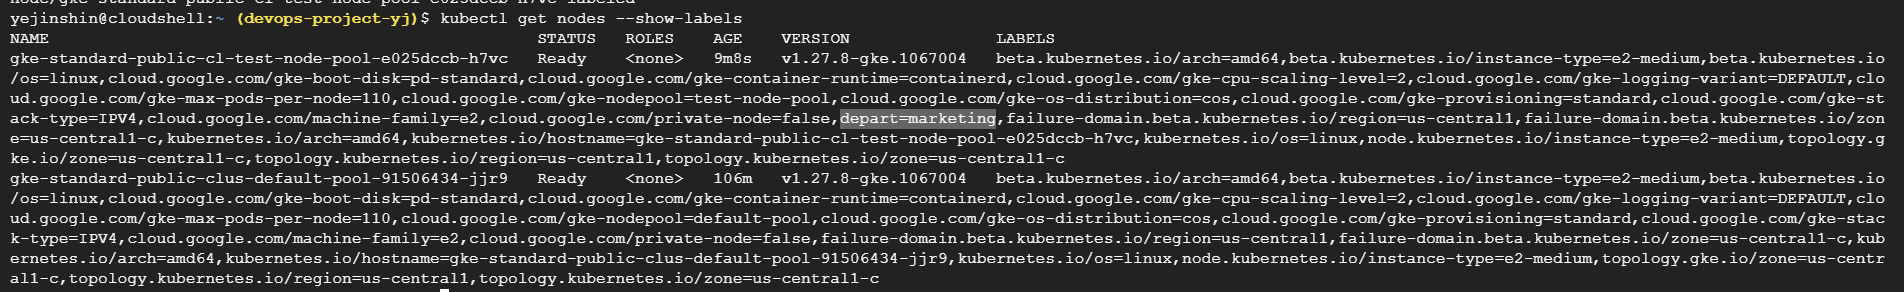 node/gke-standard-public-cl-test-node-pool-e025dccb-h7vc labeled
yejinshin@cloudshell:~ (devops-project-yj)$ kubectl get nodes --show-labels
NAME STATUS ROLES AGE VERSION LABELS
gke-standard-public-cl-test-node-pool-e025dccb-h7vc Ready <none> 9m8s v1.27.8-gke.1067004 beta.kubernetes.io/arch=amd64,beta.kubernetes.io/instance-type=e2-medium,beta.kubernetes.io
/os=linux,cloud.google.com/gke-boot-disk=pd-standard,cloud.google.com/gke-container-runtime=containerd,cloud.google.com/gke-cpu-scaling-level=2,cloud.google.com/gke-logging-variant=DEFAULT,clo
ud.google.com/gke-max-pods-per-node=110,cloud.google.com/gke-nodepool=test-node-pool,cloud.google.com/gke-os-distribution=cos,cloud.google.com/gke-provisioning=standard,cloud.google.com/gke-st
ack-type=IPV4,cloud.google.com/machine-family=e2,cloud.google.com/private-node=false,depart=marketing,failure-domain.beta.kubernetes.io/region=us-central1,failure-domain.beta.kubernetes.io/zon
e=us-central1-c,kubernetes.io/arch=amd64,kubernetes.io/hostname=gke-standard-public-cl-test-node-pool-e025dccb-h7vc,kubernetes.io/os=linux,node.kubernetes.io/instance-type=e2-medium,topology.g
ke.io/zone=us-central1-c,topology.kubernetes.io/region=us-central1,topology.kubernetes.io/zone=us-central1-c
gke-standard-public-clus-default-pool-91506434-jjr9 Ready <none> 106m v1.27.8-gke.1067004 beta.kubernetes.io/arch=amd64,beta.kubernetes.io/instance-type=e2-medium,beta.kubernetes.io
/os=linux,cloud.google.com/gke-boot-disk=pd-standard,cloud.google.com/gke-container-runtime=containerd,cloud.google.com/gke-cpu-scaling-level=2,cloud.google.com/gke-logging-variant=DEFAULT,clo
ud.google.com/gke-max-pods-per-node=110,cloud.google.com/gke-nodepool=default-pool,cloud.google.com/gke-os-distribution=cos,cloud.google.com/gke-provisioning=standard,cloud.google.com/gke-stac
k-type=IPV4,cloud.google.com/machine-family=e2,cloud.google.com/private-node=false,failure-domain.beta.kubernetes.io/region=us-central1,failure-domain.beta.kubernetes.io/zone=us-central1-c,kub
ernetes.io/arch=amd64,kubernetes.io/hostname=gke-standard-public-clus-default-pool-91506434-jjr9,kubernetes.io/os=linux,node.kubernetes.io/instance-type=e2-medium,topology.gke.io/zone=us-centr
al1-c,topology.kubernetes.io/region=us-central1,topology.kubernetes.io/zone=us-central1-c